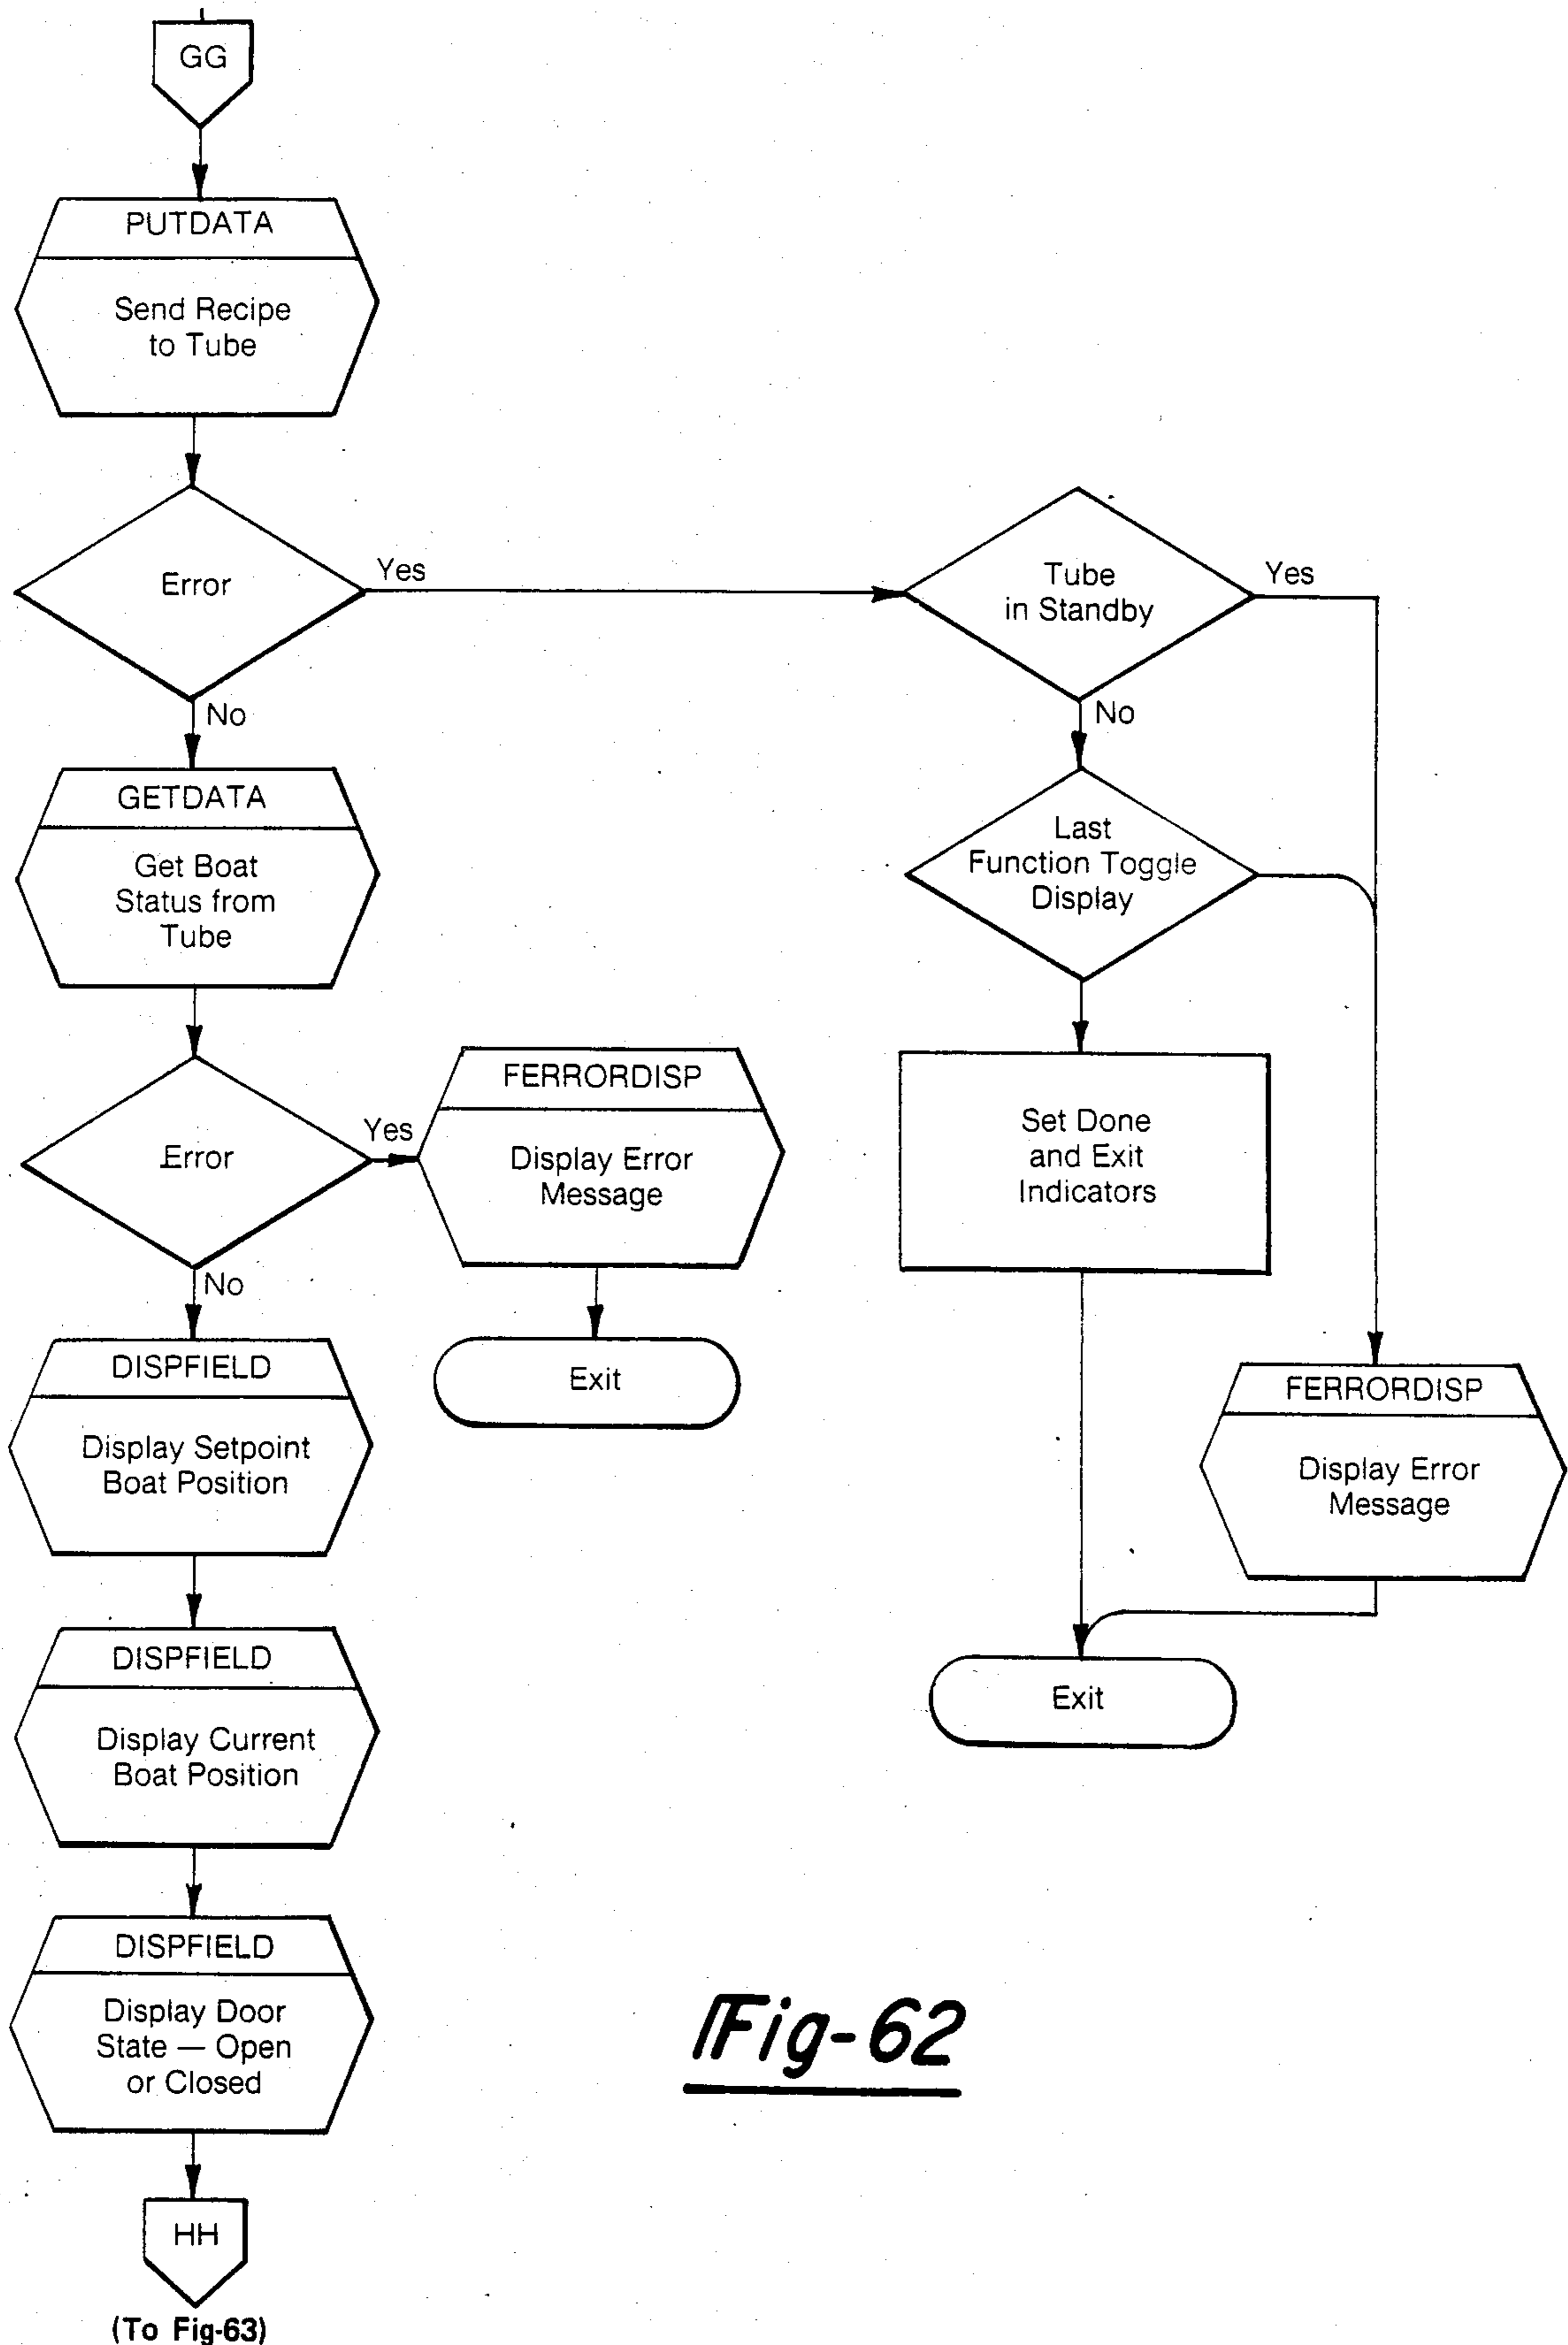 GG
PUTDATA
Send Recipe
to Tube
Error
Yes
No
Tube
in Standby
Yes
No
Last
Function Toggle
Display
Set Done
and Exit
Indicators
FERRORDISP
Display Error
Message
Exit
GETDATA
Get Boat
Status from
Tube
Error
Yes
No
FERRORDISP
Display Error
Message
Exit
DISPFIELD
Display Setpoint
Boat Position
DISPFIELD
Display Current
Boat Position
DISPFIELD
Display Door
State — Open
or Closed
HH
(To Fig-63)
Fig-62